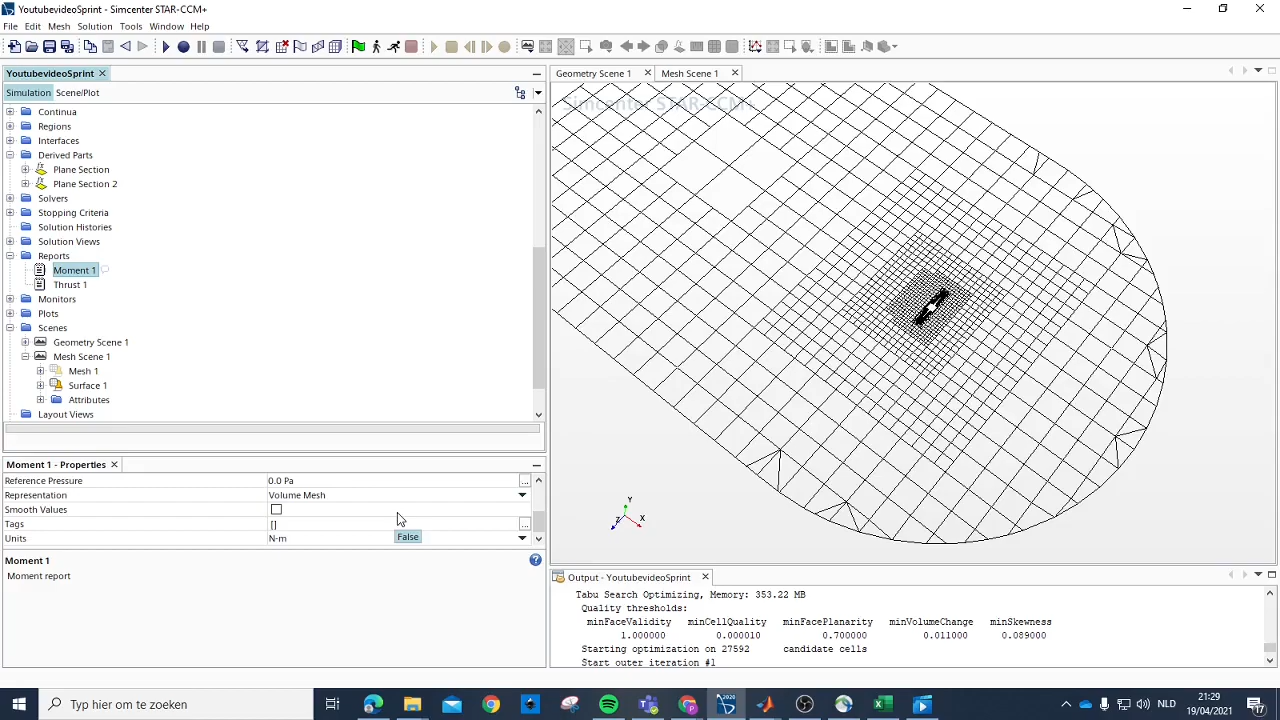 YoutubevideoSprint - Simcenter STAR-CCM+
File Edit Mesh Solution Tools Window Help
YoutubevideoSprint
Simulation Scene/Plot
Continua
Regions
Interfaces
Derived Parts
Plane Section
Plane Section 2
Solvers
Stopping Criteria
Solution Histories
Solution Views
Reports
Moment 1
Thrust 1
Monitors
Plots
Scenes
Geometry Scene 1
Mesh Scene 1
Mesh 1
Surface 1
Attributes
Layout Views
Moment 1 - Properties
Reference Pressure 0.0 Pa ...
Representation Volume Mesh
Smooth Values
Tags [] ...
Units N-m
False
Moment 1
Moment report
Geometry Scene 1 Mesh Scene 1
Simcenter STAR-CCM+
Y
Z X
Output - YoutubevideoSprint
Tabu Search Optimizing, Memory: 353.22 MB
Quality thresholds:
minFaceValidity minCellQuality minFacePlanarity minVolumeChange minSkewness
1.000000 0.000010 0.700000 0.011000 0.089000
Starting optimization on 27592 candidate cells
Start outer iteration #1
Typ hier om te zoeken
NLD
21:29
19/04/2021